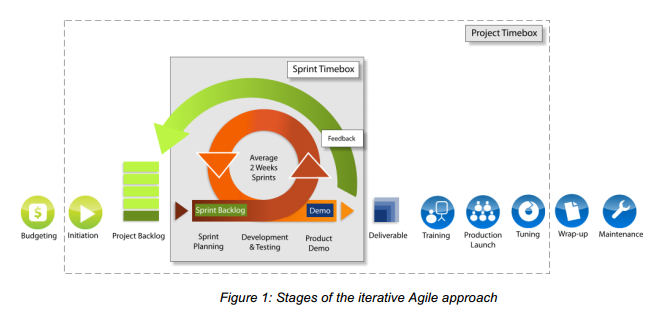 Project Timebox
Sprint Timebox
Feedback
Average
2 Weeks
Sprints
$
Sprint Backlog
Demo
Budgeting
Initiation
Project Backlog
Sprint
Planning
Development
& Testing
Product
Demo
Deliverable
Training
Production
Launch
Tuning
Wrap-up
Maintenance
Figure 1: Stages of the iterative Agile approach